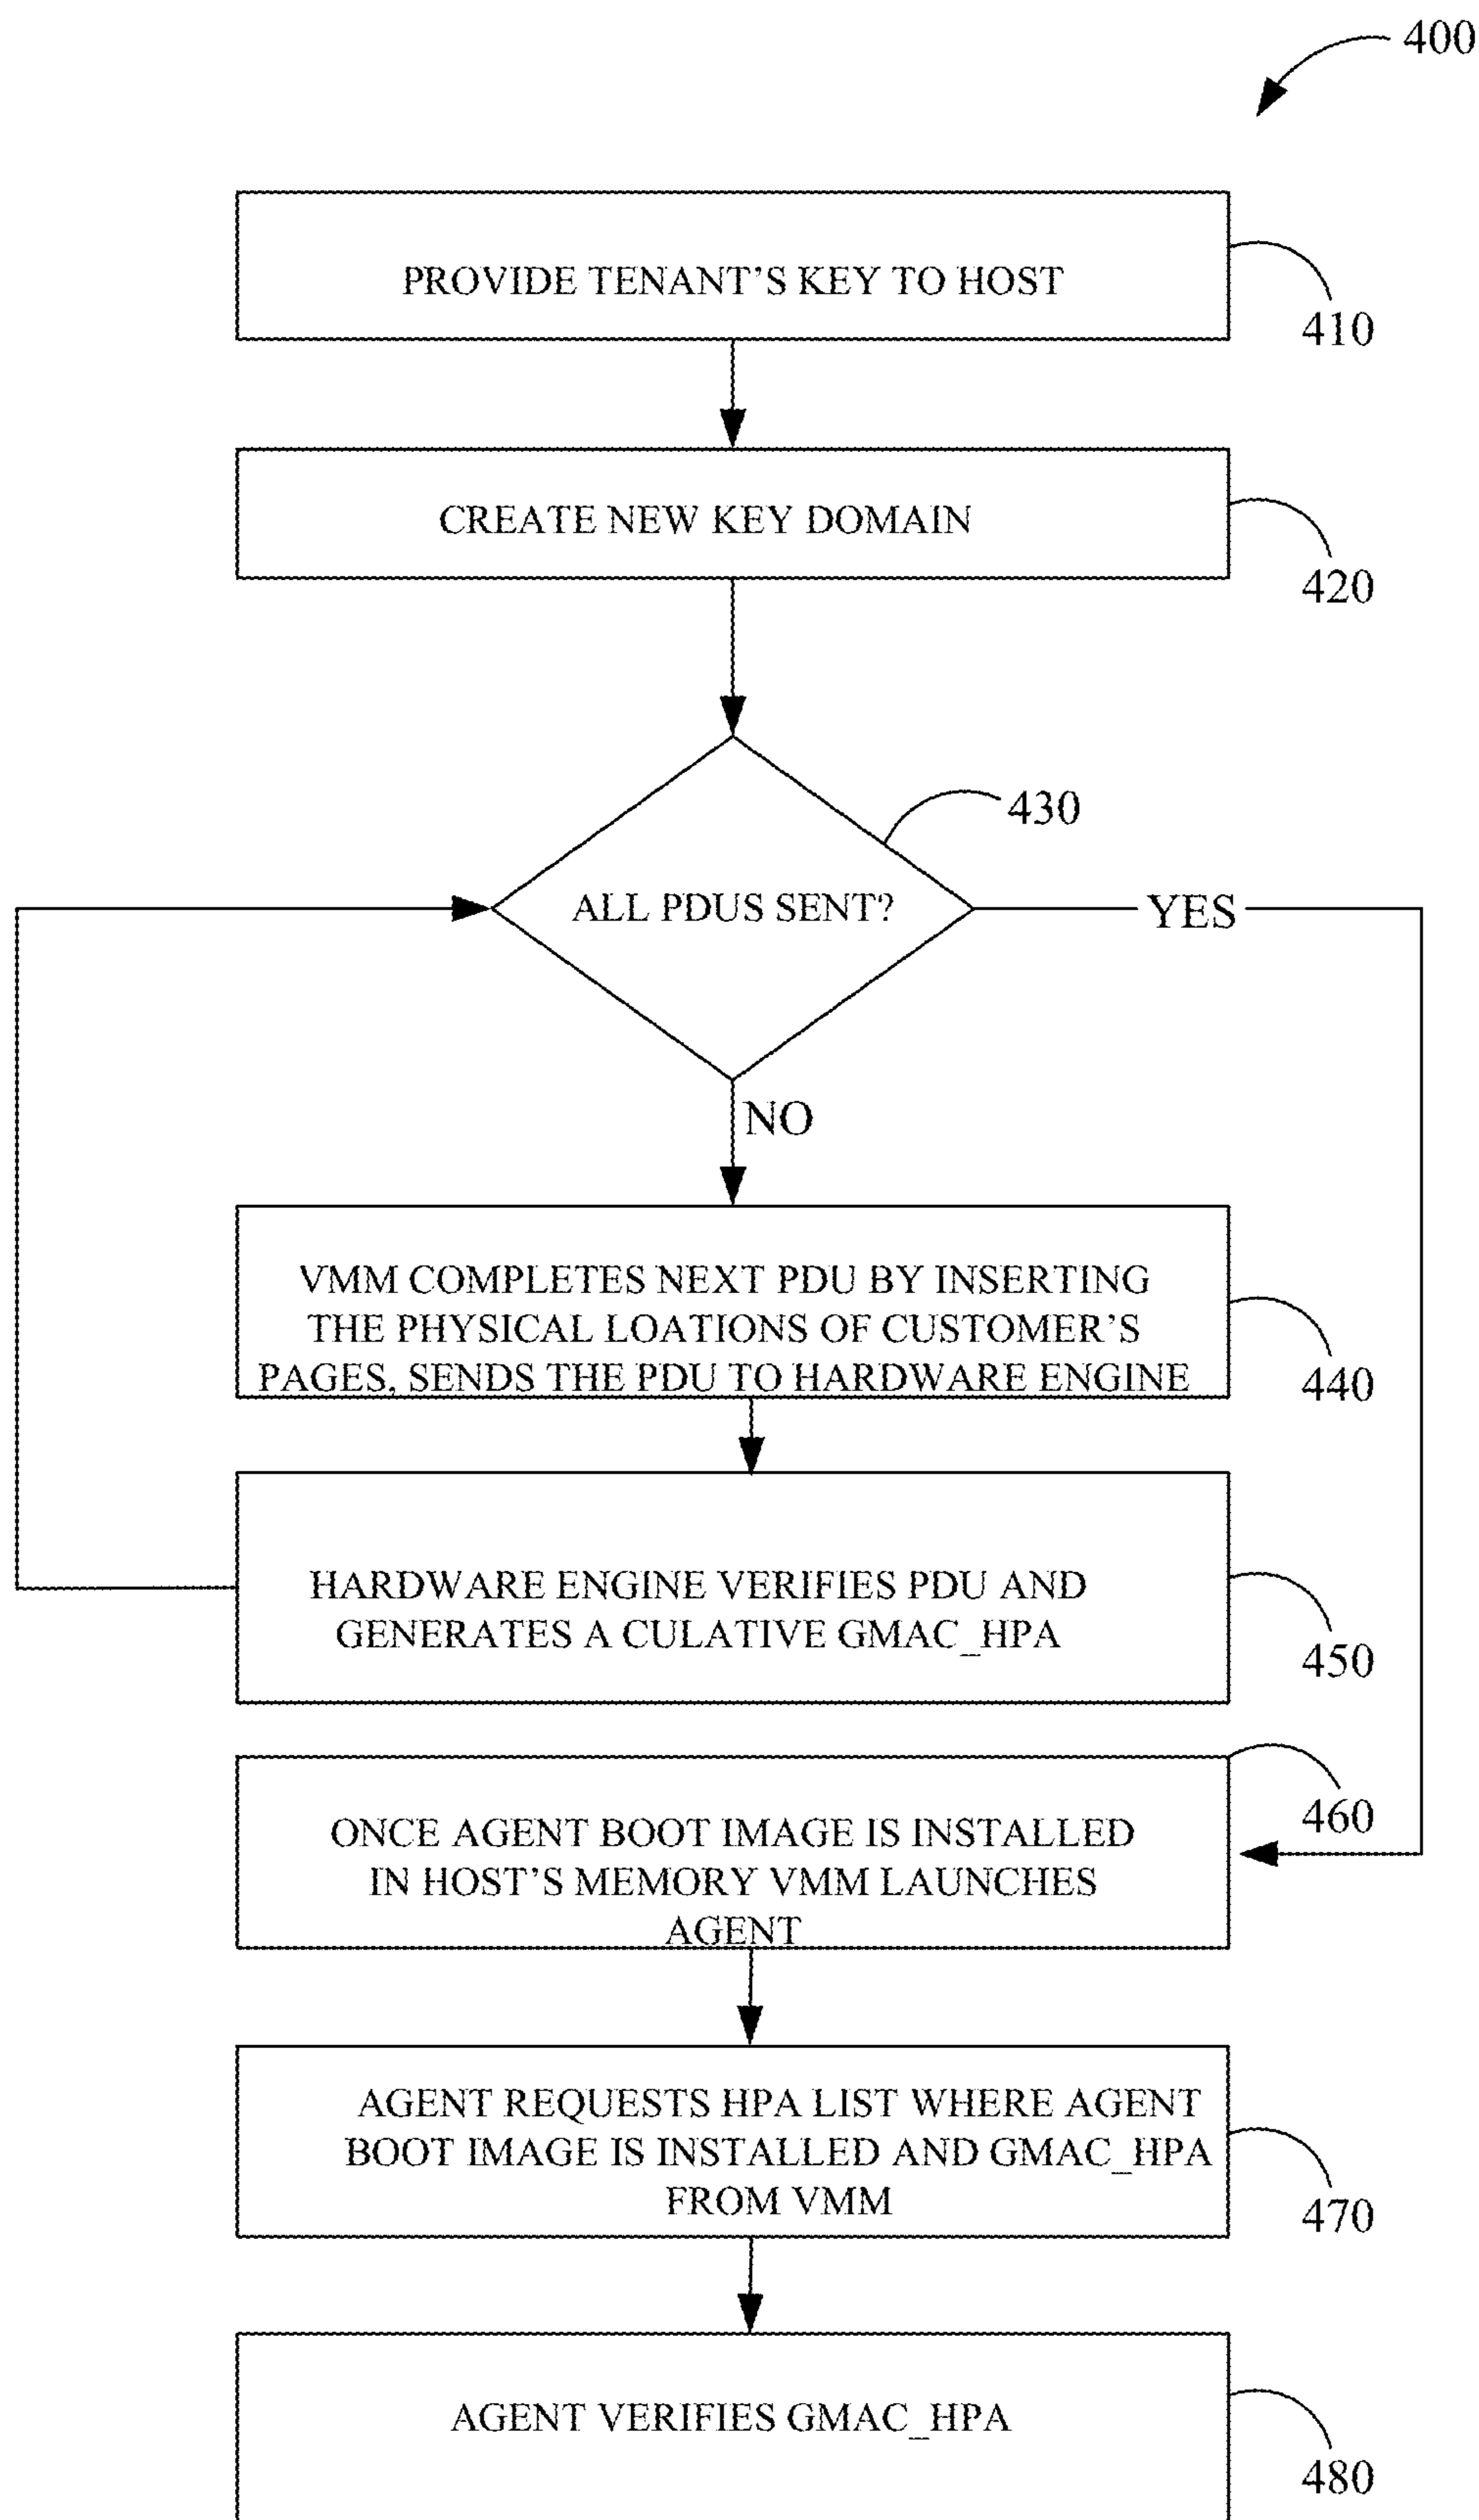 400
PROVIDE TENANT'S KEY TO HOST
410
CREATE NEW KEY DOMAIN
420
430
ALL PDUS SENT?
YES
NO
VMM COMPLETES NEXT PDU BY INSERTING
THE PHYSICAL LOATIONS OF CUSTOMER'S
PAGES, SENDS THE PDU TO HARDWARE ENGINE
440
HARDWARE ENGINE VERIFIES PDU AND
GENERATES A CULATIVE GMAC_HPA
450
460
ONCE AGENT BOOT IMAGE IS INSTALLED
IN HOST'S MEMORY VMM LAUNCHES
AGENT
AGENT REQUESTS HPA LIST WHERE AGENT
BOOT IMAGE IS INSTALLED AND GMAC_HPA
FROM VMM
470
AGENT VERIFIES GMAC_HPA
480